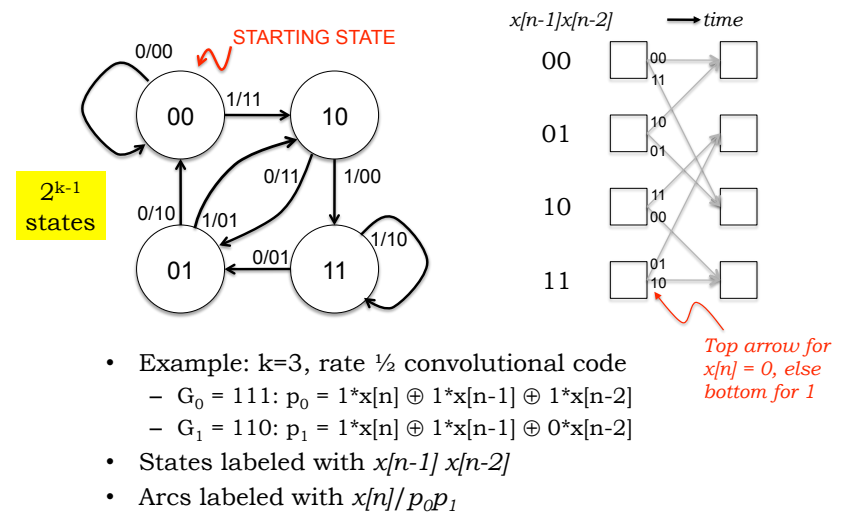 STARTING STATE
0/00
00
1/11
10
0/11
1/00
2k-1
states
0/10
1/01
01
0/01
11
1/10
x[n-1]x[n-2]
time
00
00
11
01
10
01
10
11
00
11
01
10
Top arrow for
x[n] = 0, else
bottom for 1
• Example: k=3, rate ½ convolutional code
– G₀ = 111: p₀ = 1*x[n] ⊕ 1*x[n-1] ⊕ 1*x[n-2]
– G₁ = 110: p₁ = 1*x[n] ⊕ 1*x[n-1] ⊕ 0*x[n-2]
• States labeled with x[n-1] x[n-2]
• Arcs labeled with x[n]/p₀p₁